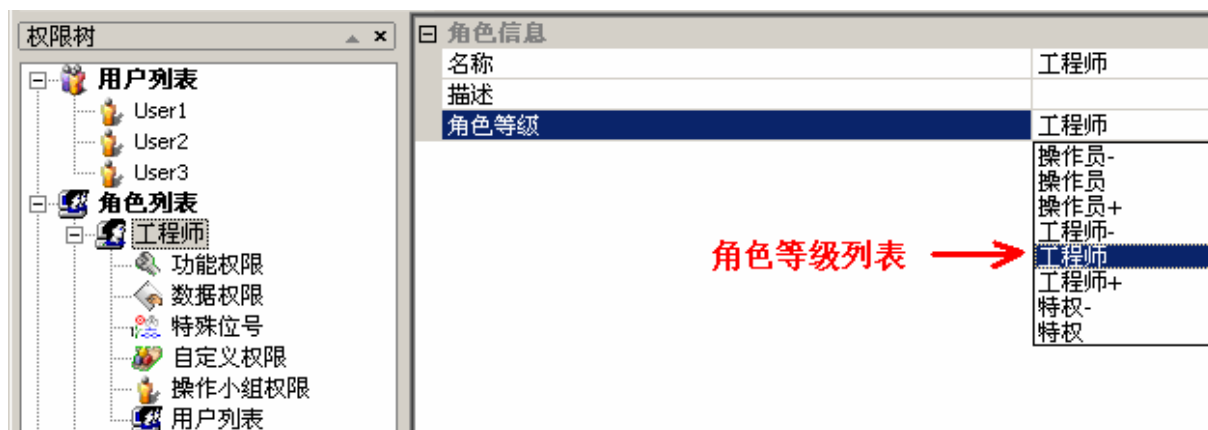 权限树
用户列表
User1
User2
User3
角色列表
工程师
功能权限
数据权限
特殊位号
自定义权限
操作小组权限
用户列表
角色信息
名称 工程师
描述
角色等级 工程师
操作员-
操作员
操作员+
工程师-
工程师
工程师+
特权-
特权
角色等级列表